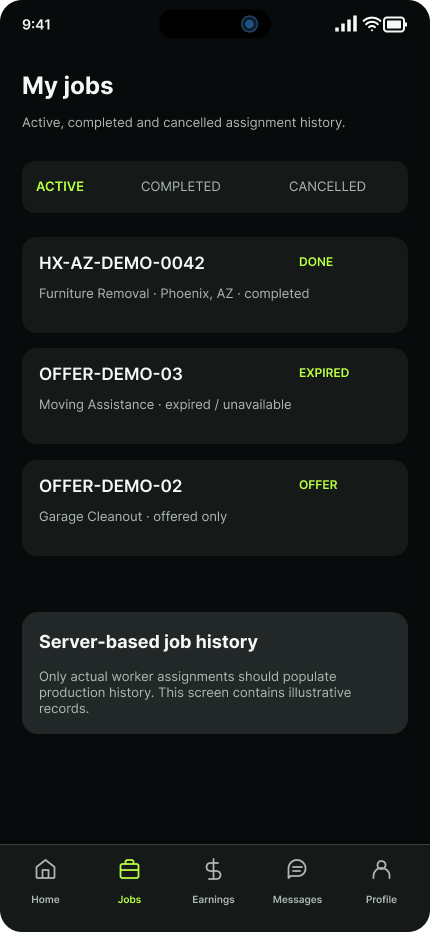 9:41
My jobs
Active, completed and cancelled assignment history.
ACTIVE COMPLETED CANCELLED
HX-AZ-DEMO-0042 DONE
Furniture Removal · Phoenix, AZ · completed
OFFER-DEMO-03 EXPIRED
Moving Assistance · expired / unavailable
OFFER-DEMO-02 OFFER
Garage Cleanout · offered only
Server-based job history
Only actual worker assignments should populate
production history. This screen contains illustrative
records.
Home Jobs Earnings Messages Profile